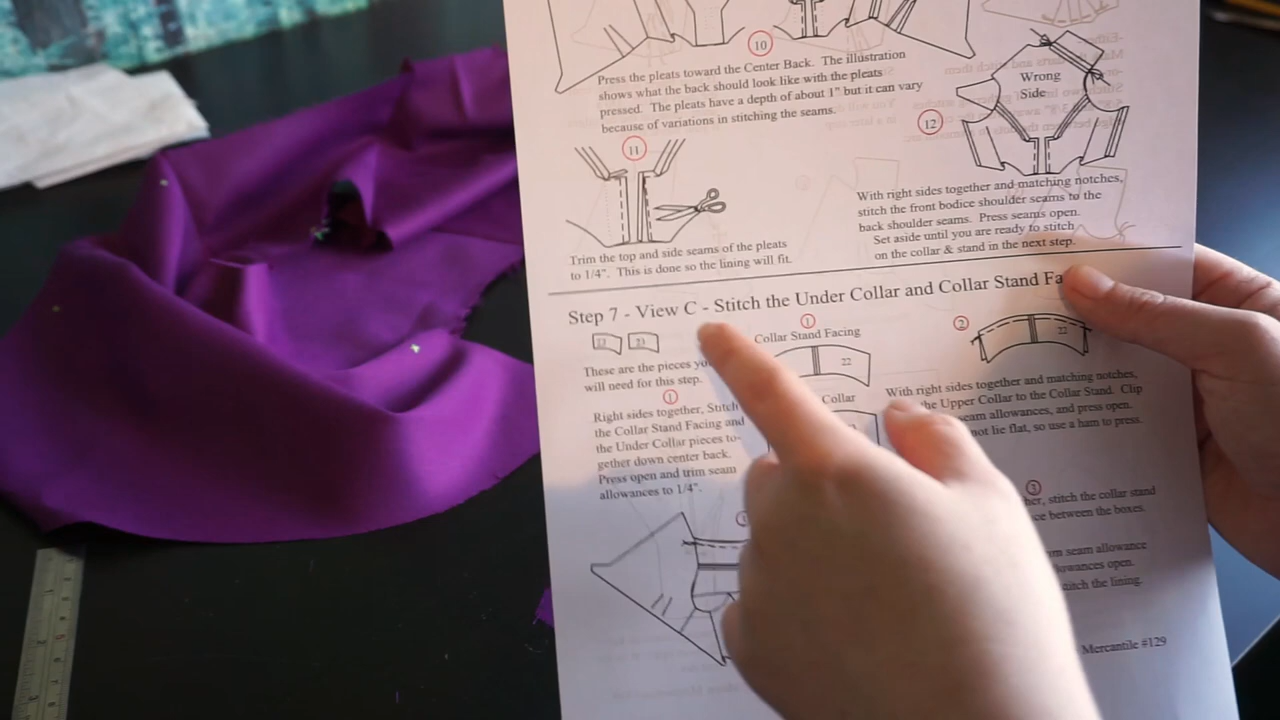 10
Press the pleats toward the Center Back. The illustration
shows what the back should look like with the pleats
pressed. The pleats have a depth of about 1" but it can vary
because of variations in stitching the seams.
11
Trim the top and side seams of the pleats
to 1/4". This is done so the lining will fit.
Wrong
Side
12
With right sides together and matching notches,
stitch the front bodice shoulder seams to the
back shoulder seams. Press seams open.
Set aside until you are ready to stitch
on the collar & stand in the next step.
Step 7 - View C - Stitch the Under Collar and Collar Stand Fa
23
These are the pieces yo
will need for this step.
1
Right sides together, Stitch
the Collar Stand Facing and
the Under Collar pieces to-
gether down center back.
Press open and trim seam
allowances to 1/4".
1
Collar Stand Facing
22
Collar
2
22
With right sides together and matching notches,
the Upper Collar to the Collar Stand. Clip
seam allowances, and press open.
not lie flat, so use a ham to press.
3
her, stitch the collar stand
ce between the boxes.
m seam allowance
lowances open.
titch the lining.
Mercantile #129